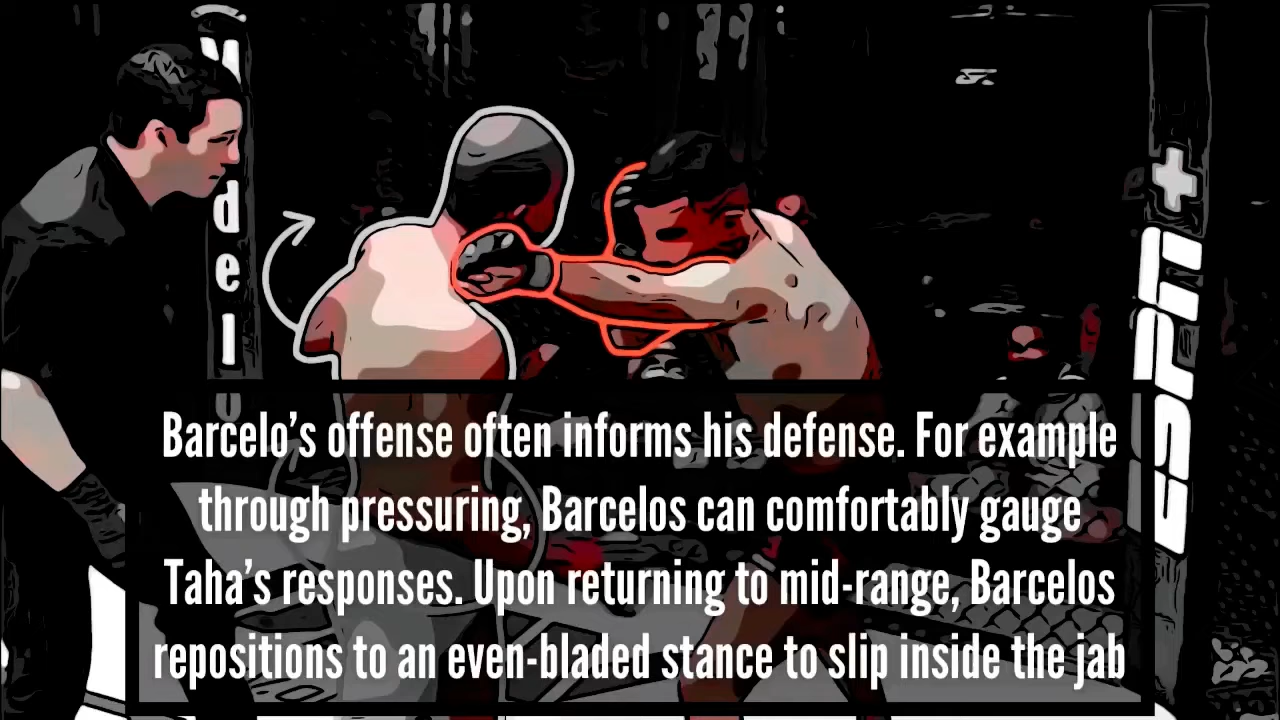 odelo
ESPN+
Barcelo's offense often informs his defense. For example
through pressuring, Barcelos can comfortably gauge
Taha's responses. Upon returning to mid-range, Barcelos
repositions to an even-bladed stance to slip inside the jab